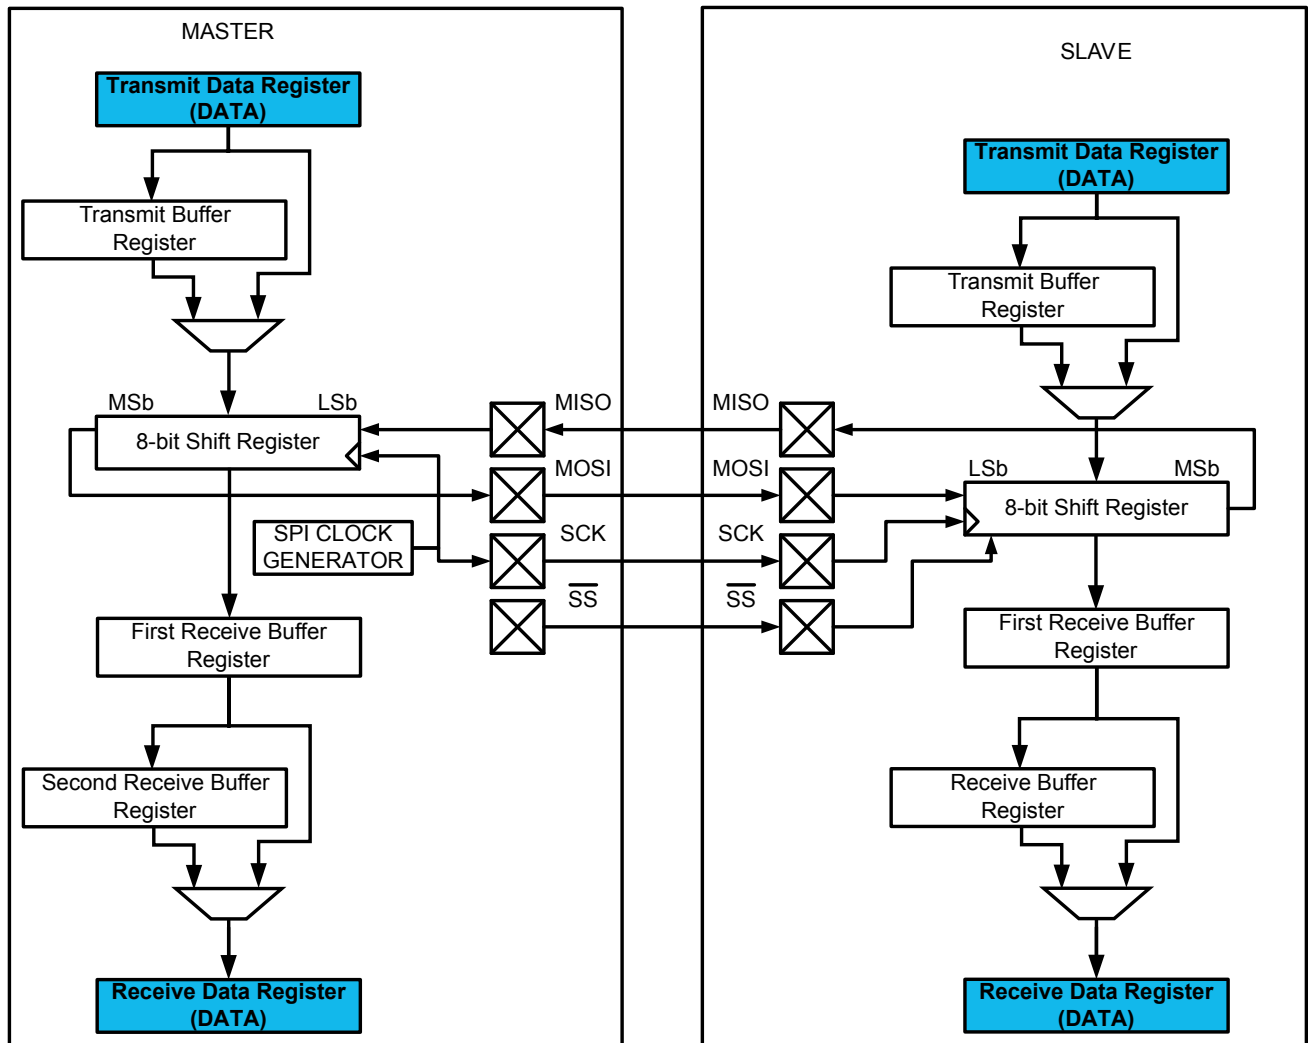 MASTER
Transmit Data Register
(DATA)
Transmit Buffer
Register
MSb
LSb
8-bit Shift Register
SPI CLOCK
GENERATOR
First Receive Buffer
Register
Second Receive Buffer
Register
Receive Data Register
(DATA)
MISO
MOSI
SCK
SS
MISO
MOSI
SCK
SS
SLAVE
Transmit Data Register
(DATA)
Transmit Buffer
Register
LSb
MSb
8-bit Shift Register
First Receive Buffer
Register
Receive Buffer
Register
Receive Data Register
(DATA)